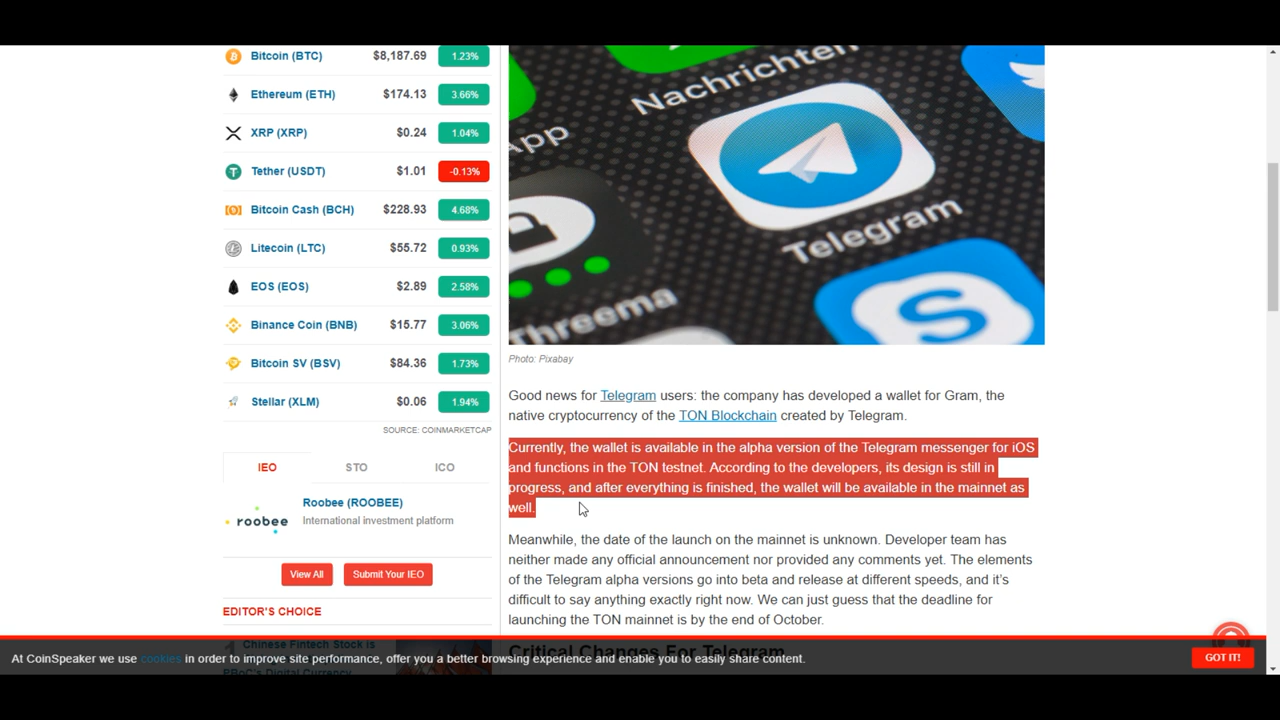 Bitcoin (BTC) $8,187.69 1.23%
Ethereum (ETH) $174.13 3.66%
XRP (XRP) $0.24 1.04%
Tether (USDT) $1.01 -0.13%
Bitcoin Cash (BCH) $228.93 4.68%
Litecoin (LTC) $55.72 0.93%
EOS (EOS) $2.89 2.58%
Binance Coin (BNB) $15.77 3.06%
Bitcoin SV (BSV) $84.36 1.73%
Stellar (XLM) $0.06 1.94%
SOURCE: COINMARKETCAP
IEO STO ICO
roobee
Roobee (ROOBEE)
International investment platform
View All Submit Your IEO
EDITOR'S CHOICE
Chinese Fintech Stock is
PBoC's Digital Currency
Nachrichten
App
Telegram
Threema
Photo: Pixabay
Good news for Telegram users: the company has developed a wallet for Gram, the
native cryptocurrency of the TON Blockchain created by Telegram.
Currently, the wallet is available in the alpha version of the Telegram messenger for iOS
and functions in the TON testnet. According to the developers, its design is still in
progress, and after everything is finished, the wallet will be available in the mainnet as
well.
Meanwhile, the date of the launch on the mainnet is unknown. Developer team has
neither made any official announcement nor provided any comments yet. The elements
of the Telegram alpha versions go into beta and release at different speeds, and it's
difficult to say anything exactly right now. We can just guess that the deadline for
launching the TON mainnet is by the end of October.
Critical Changes For Telegram
At CoinSpeaker we use cookies in order to improve site performance, offer you a better browsing experience and enable you to easily share content.
GOT IT!